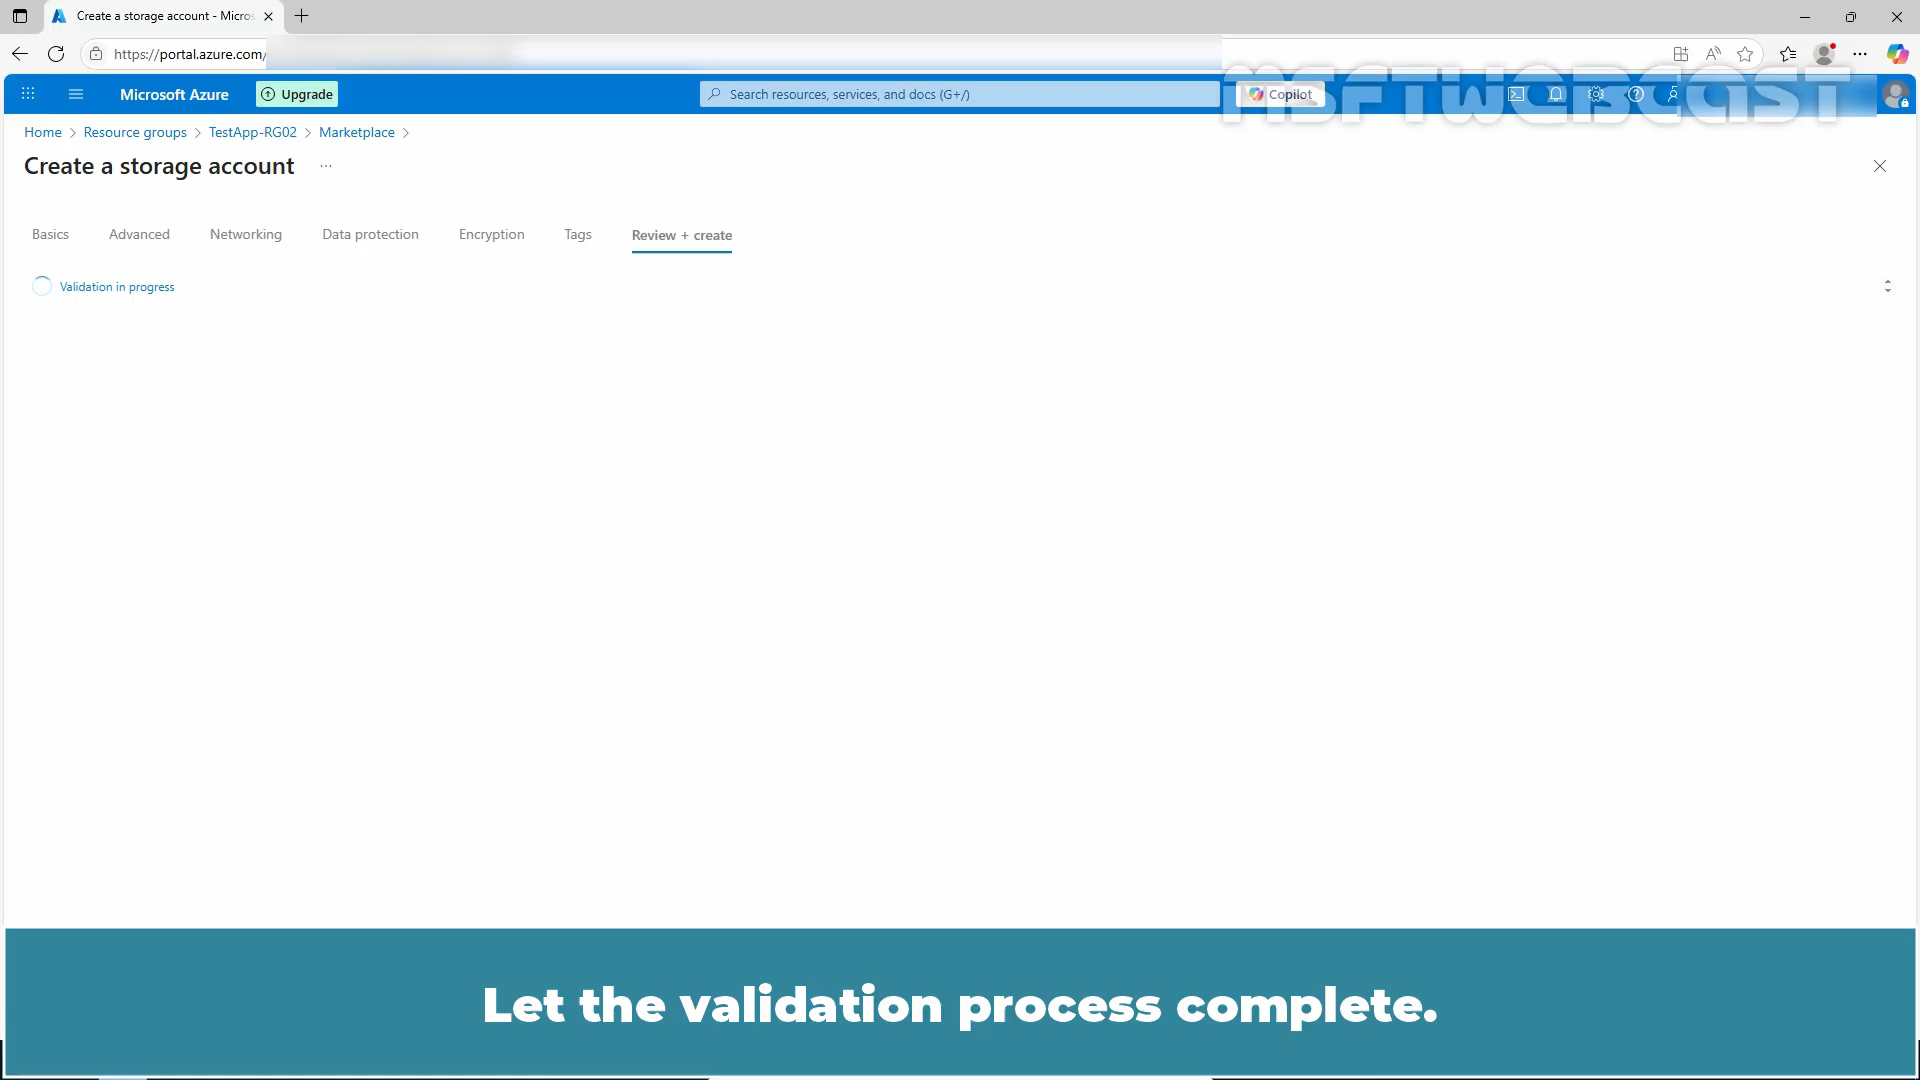 Create a storage account - Micros
https://portal.azure.com/
Microsoft Azure
Upgrade
Search resources, services, and docs (G+/)
Copilot
MSFTWEBCAST
Home > Resource groups > TestApp-RG02 > Marketplace >
Create a storage account ...
Basics
Advanced
Networking
Data protection
Encryption
Tags
Review + create
Validation in progress
Let the validation process complete.